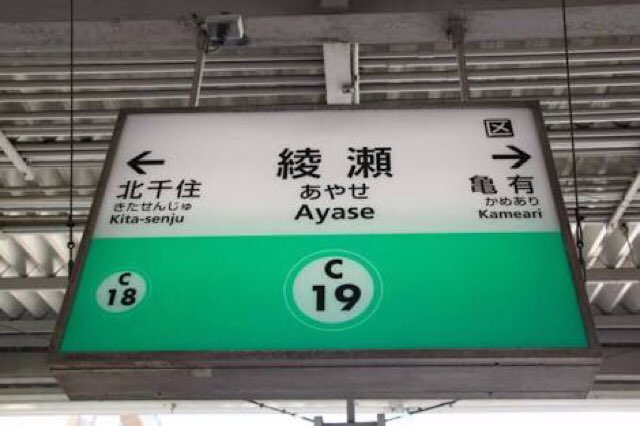 区
← 綾瀬 →
北千住 あやせ 亀有
きたせんじゅ Ayase かめあり
Kita-senju Kameari
C C
18 19